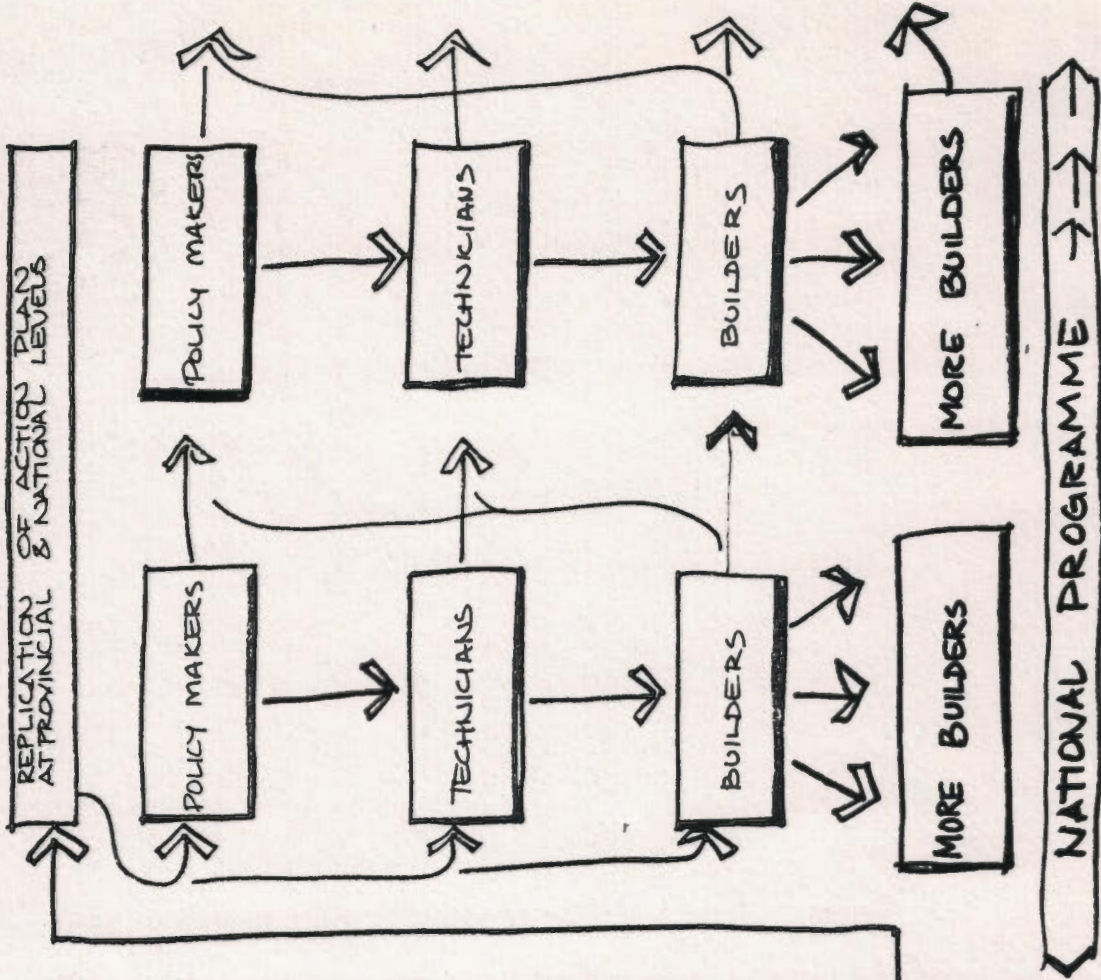 REPLICATION OF ACTION PLAN
AT PROVINCIAL & NATIONAL LEVELS
POLICY MAKERS
POLICY MAKERS
TECHNICIANS
TECHNICIANS
BUILDERS
BUILDERS
MORE BUILDERS
MORE BUILDERS
NATIONAL PROGRAMME